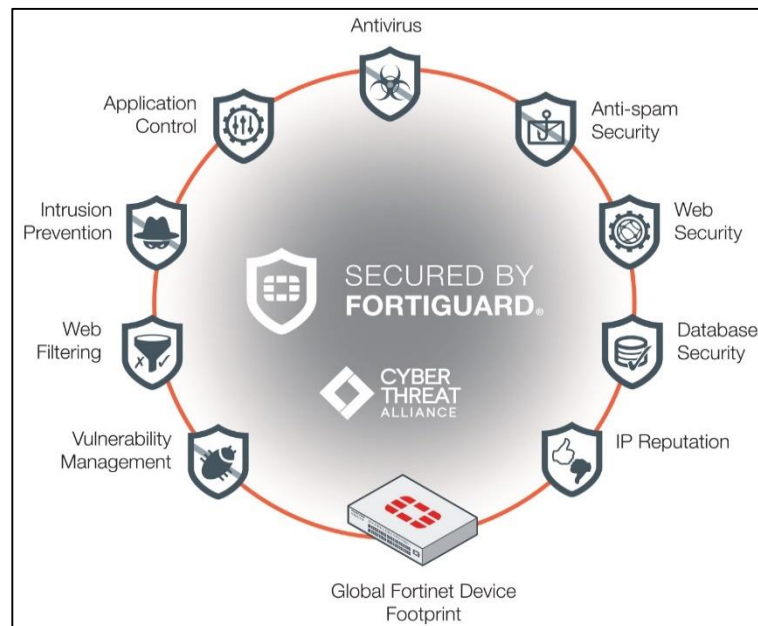 Antivirus
Application
Control
Anti-spam
Security
Intrusion
Prevention
Web
Security
SECURED BY
FORTIGUARD®
Web
Filtering
Database
Security
CYBER
THREAT
ALLIANCE
Vulnerability
Management
IP Reputation
Global Fortinet Device
Footprint